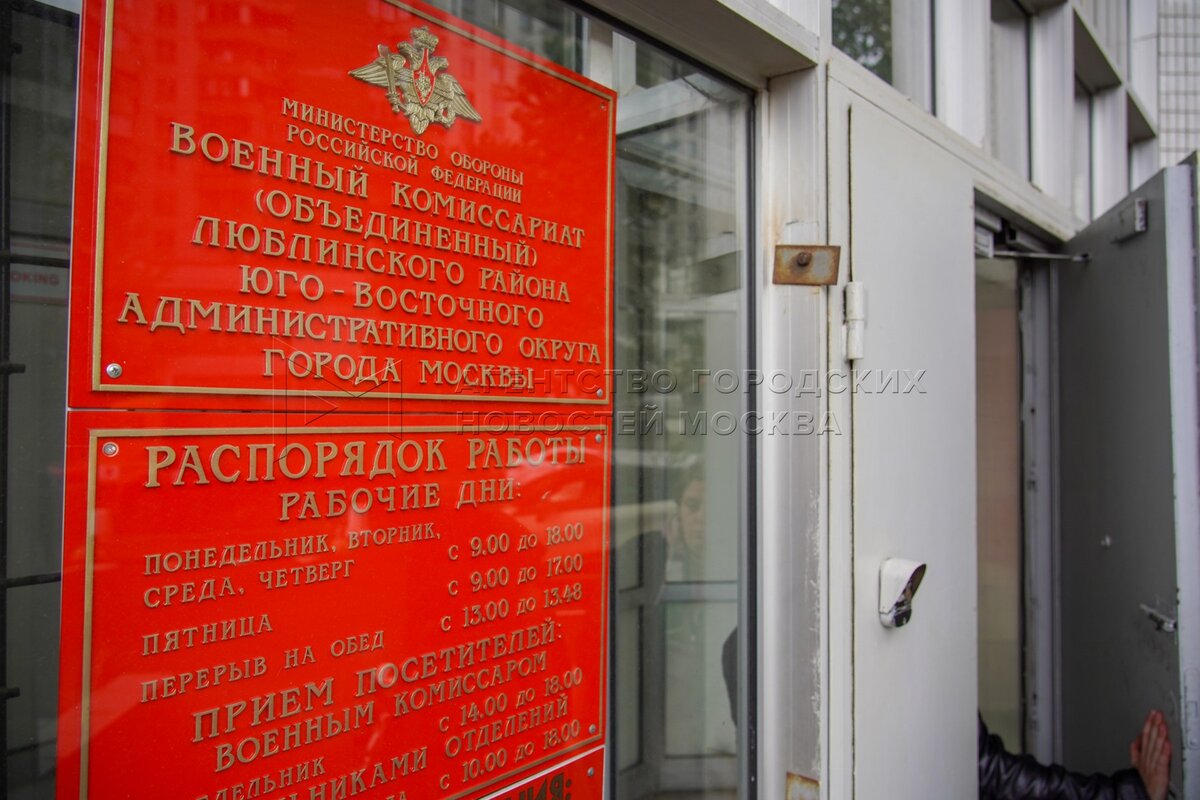 МИНИСТЕРСТВО ОБОРОНЫ
РОССИЙСКОЙ ФЕДЕРАЦИИ
ВОЕННЫЙ КОМИССАРИАТ
(ОБЪЕДИНЕННЫЙ)
ЛЮБЛИНСКОГО РАЙОНА
ЮГО - ВОСТОЧНОГО
АДМИНИСТРАТИВНОГО ОКРУГА
ГОРОДА МОСКВЫ
РАСПОРЯДОК РАБОТЫ
РАБОЧИЕ ДНИ:
ПОНЕДЕЛЬНИК, ВТОРНИК,
СРЕДА, ЧЕТВЕРГ с 9.00 до 18.00
ПЯТНИЦА с 9.00 до 17.00
ПЕРЕРЫВ НА ОБЕД с 13.00 до 13.48
ПРИЕМ ПОСЕТИТЕЛЕЙ:
ВОЕННЫМ КОМИССАРОМ
с 14.00 до 18.00
ОТДЕЛЕНИЙ
с 10.00 до 18.00
АГЕНТСТВО ГОРОДСКИХ
НОВОСТЕЙ МОСКВА